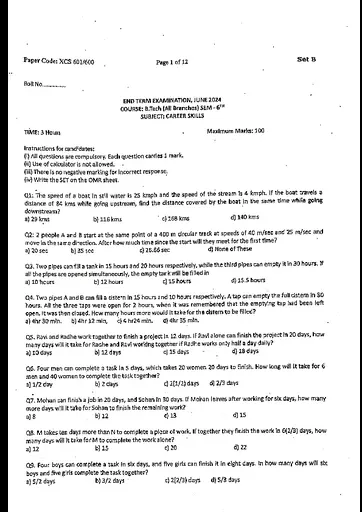 Paper Code: XCS 601/600
Page 1 of 12
Set B
Roll No.............
END TERM EXAMINATION, JUNE 2024
COURSE: B.Tech (All Branches) SEM - 6TH
SUBJECT: CAREER SKILLS
TIME: 3 Hours
Maximum Marks: 100
Instructions for candidates:
(i) All questions are compulsory. Each question carries 1 mark.
(ii) Use of calculator is not allowed.
(iii) There is no negative marking for incorrect response.
(iv) Write the SET on the OMR sheet.
Q1: The speed of a boat in still water is 25 kmph and the speed of the stream is 4 kmph. If the boat travels a
distance of 84 kms while going upstream, find the distance covered by the boat in the same time while going
downstream?
a) 29 kms b) 116 kms c) 168 kms d) 140 kms
Q2: 2 people A and B start at the same point of a 400 m circular track at speeds of 40 m/sec and 25 m/sec and
move in the same direction. After how much time since the start will they meet for the first time?
a) 20 sec b) 35 sec c) 26.66 sec d) None of These
Q3. Two pipes can fill a tank in 15 hours and 20 hours respectively, while the third pipes can empty it in 30 hours. If
all the pipes are opened simultaneously, the empty tank will be filled in
a) 10 hours b) 12 hours c) 15 hours d) 15.5 hours
Q4. Two pipes A and B can fill a cistern in 15 hours and 10 hours respectively. A tap can empty the full cistern in 30
hours. All the three taps were open for 2 hours, when it was remembered that the emptying tap had been left
open. It was then closed. How many hours more would it take for the cistern to be filled?
a) 4hr 30 min. b) 4hr 12 min, c) 4 hr24 min. d) 4hr 35 min.
Q5. Ravi and Radhe work together to finish a project in 12 days. If Ravi alone can finish the project in 20 days, how
many days will it take for Radhe and Ravi working together if Radhe works only half a day daily?
a) 10 days b) 12 days c) 15 days d) 18 days
Q6. Four men can complete a task in 5 days, which takes 20 women 20 days to finish. How long will it take for 6
men and 40 women to complete the task together?
a) 1/2 day b) 2 days c) 2(1/2) days d) 2/3 days
Q7. Mohan can finish a job in 20 days, and Sohan in 30 days. If Mohan leaves after working for six days, how many
more days will it take for Sohan to finish the remaining work?
a) 8 b) 12 c) 13 d) 15
Q8. M takes ten days more than N to complete a piece of work. If together they finish the work in 6(2/3) days, how
many days will it take for M to complete the work alone?
a) 12 b) 15 c) 20 d) 22
Q9. Four boys can complete a task in six days, and five girls can finish it in eight days. In how many days will six
boys and five girls complete the task together?
a) 5/2 days b) 3/2 days c) 2(2/3) days d) 5/3 days